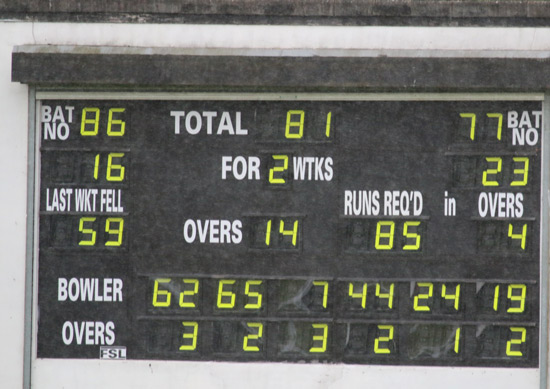 BAT NO 86 TOTAL 81 77 BAT NO
16 FOR 2 WTKS 23
LAST WKT FELL RUNS REQ'D in OVERS
59 OVERS 14 85 4
BOWLER 62 65 7 44 24 19
OVERS 3 2 3 2 1 2
FSL